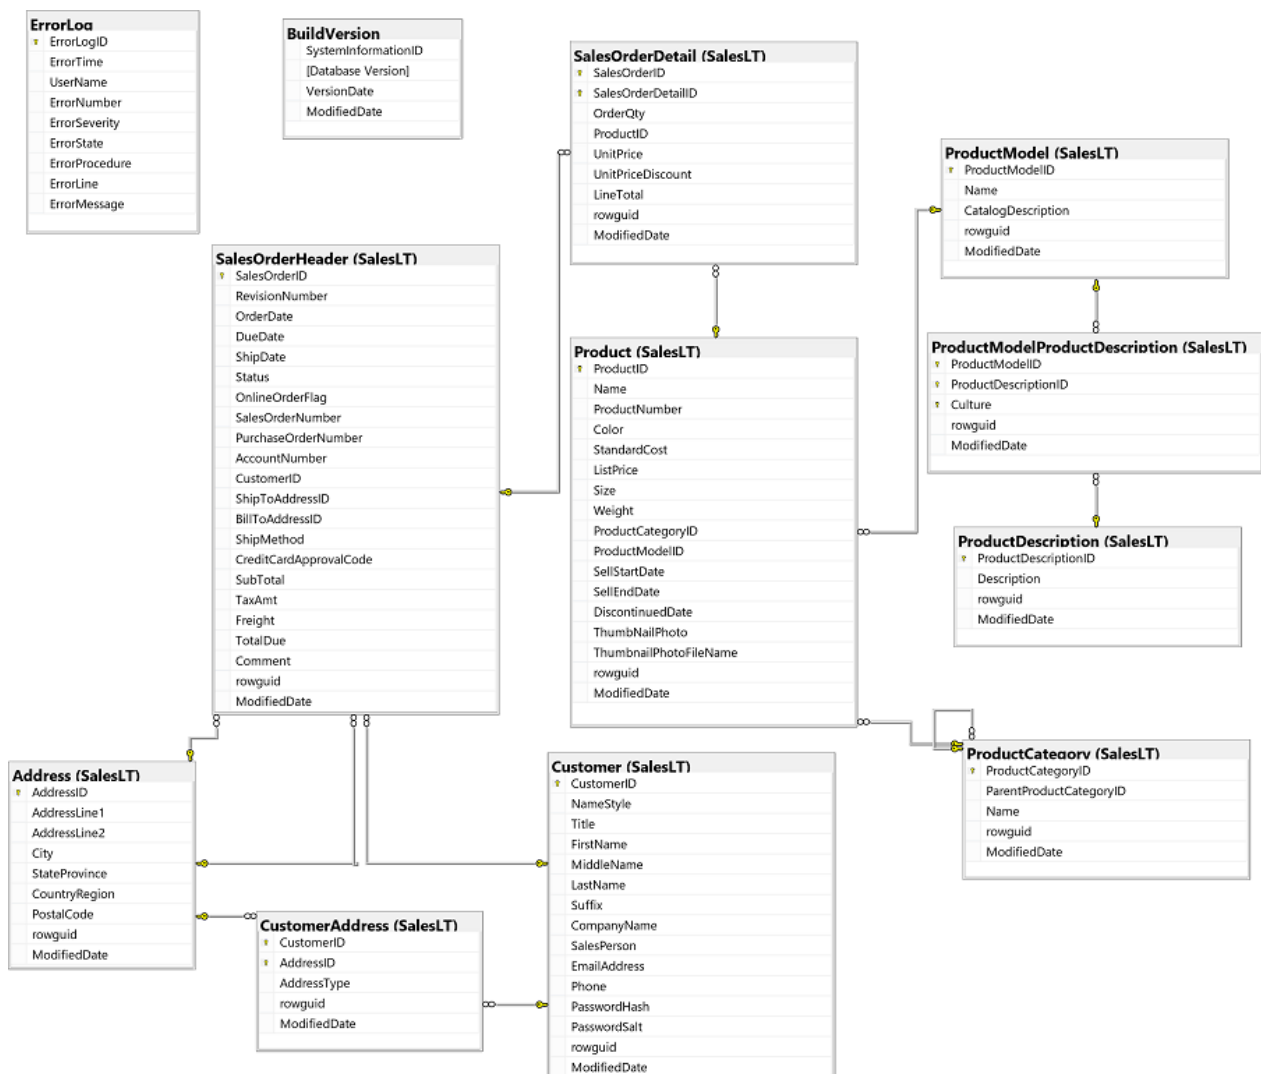 ErrorLog
ErrorLogID
ErrorTime
UserName
ErrorNumber
ErrorSeverity
ErrorState
ErrorProcedure
ErrorLine
ErrorMessage
BuildVersion
SystemInformationID
[Database Version]
VersionDate
ModifiedDate
SalesOrderDetail (SalesLT)
SalesOrderID
SalesOrderDetailID
OrderQty
ProductID
UnitPrice
UnitPriceDiscount
LineTotal
rowguid
ModifiedDate
ProductModel (SalesLT)
ProductModelID
Name
CatalogDescription
rowguid
ModifiedDate
SalesOrderHeader (SalesLT)
SalesOrderID
RevisionNumber
OrderDate
DueDate
ShipDate
Status
OnlineOrderFlag
SalesOrderNumber
PurchaseOrderNumber
AccountNumber
CustomerID
ShipToAddressID
BillToAddressID
ShipMethod
CreditCardApprovalCode
SubTotal
TaxAmt
Freight
TotalDue
Comment
rowguid
ModifiedDate
Product (SalesLT)
ProductID
Name
ProductNumber
Color
StandardCost
ListPrice
Size
Weight
ProductCategoryID
ProductModelID
SellStartDate
SellEndDate
DiscontinuedDate
ThumbNailPhoto
ThumbnailPhotoFileName
rowguid
ModifiedDate
ProductModelProductDescription (SalesLT)
ProductModelID
ProductDescriptionID
Culture
rowguid
ModifiedDate
ProductDescription (SalesLT)
ProductDescriptionID
Description
rowguid
ModifiedDate
ProductCategory (SalesLT)
ProductCategoryID
ParentProductCategoryID
Name
rowguid
ModifiedDate
Address (SalesLT)
AddressID
AddressLine1
AddressLine2
City
StateProvince
CountryRegion
PostalCode
rowguid
ModifiedDate
CustomerAddress (SalesLT)
CustomerID
AddressID
AddressType
rowguid
ModifiedDate
Customer (SalesLT)
CustomerID
NameStyle
Title
FirstName
MiddleName
LastName
Suffix
CompanyName
SalesPerson
EmailAddress
Phone
PasswordHash
PasswordSalt
rowguid
ModifiedDate